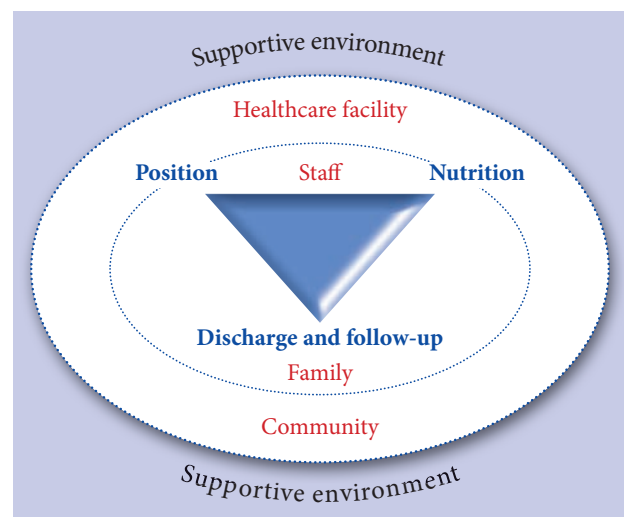 Supportive environment
Healthcare facility
Position Staff Nutrition
Discharge and follow-up
Family
Community
Supportive environment